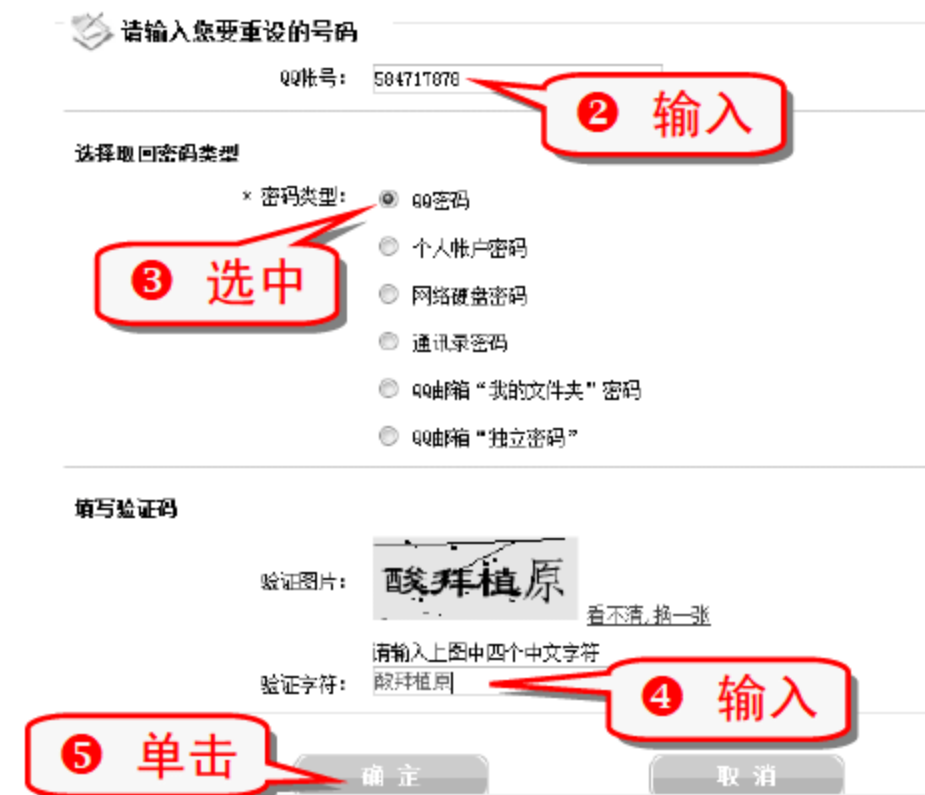 请输入您要重设的号码
QQ帐号: 584717878
❷ 输入
选择取回密码类型
* 密码类型: QQ密码
❸ 选中
个人帐户密码
网络硬盘密码
通讯录密码
QQ邮箱“我的文件夹”密码
QQ邮箱“独立密码”
填写验证码
验证图片: 酸拜植原
看不清,换一张
请输入上图中四个中文字符
验证字符: 酸拜植原
❹ 输入
❺ 单击
确定 取消